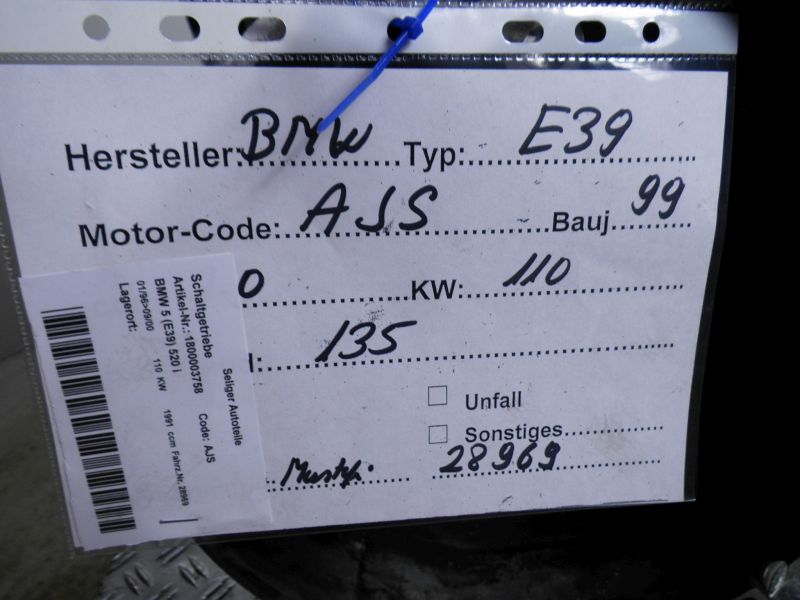 Hersteller: BMW Typ: E39
Motor-Code: AJS Bauj 99
0 KW: 110
135
Unfall
Sonstiges
28969
Seliger Autoteile
Schaltgetriebe
Artikel-Nr.: 1800003758 Code: AJS
BMW 5 (E39) 520 i
01/96>09/00 110 KW 1991 ccm Fahrz.Nr. 28969
Lagerort: